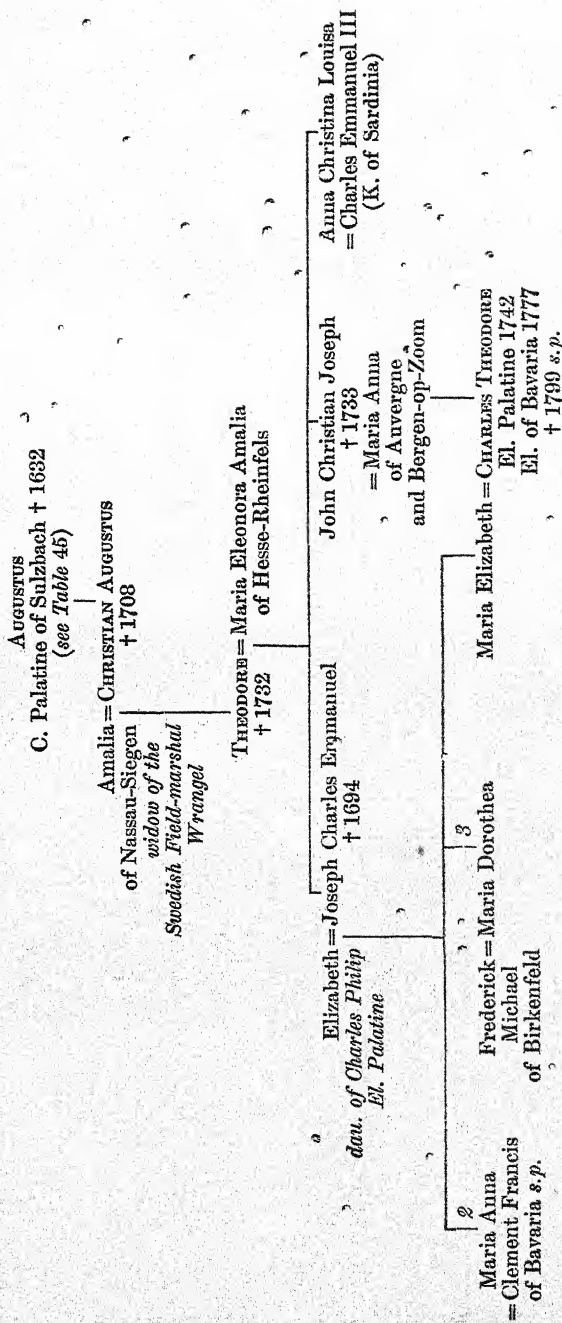 AUGUSTUS
C. Palatine of Sulzbach † 1632
(see Table 45)
Amalia = CHRISTIAN AUGUSTUS
of Nassau-Siegen † 1708
widow of the
Swedish Field-marshal
Wrangel
THEODORE = Maria Eleonora Amalia
† 1732 of Hesse-Rheinfels
Elizabeth = Joseph Charles Emmanuel
dau. of Charles Philip † 1694
El. Palatine
John Christian Joseph
† 1733
= Maria Anna
of Auvergne
and Bergen-op-Zoom
Anna Christina Louisa
= Charles Emmanuel III
(K. of Sardinia)
2
Maria Anna
= Clement Francis
of Bavaria s.p.
3
Frederick = Maria Dorothea
Michael
of Birkenfeld
Maria Elizabeth = CHARLES THEODORE
El. Palatine 1742
El. of Bavaria 1777
† 1799 s.p.